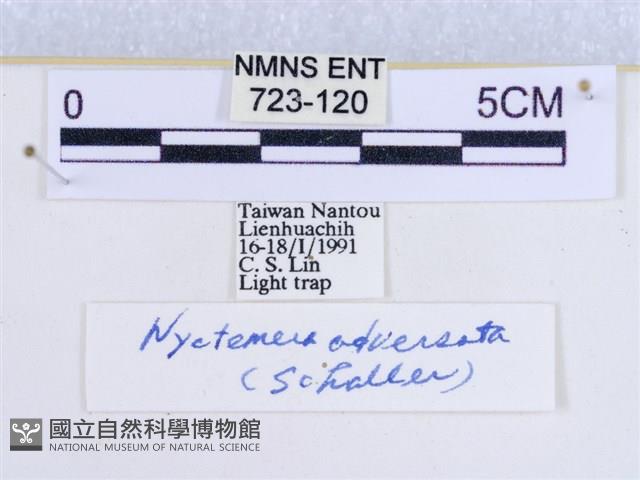 NMNS ENT
723-120
0 5CM
Taiwan Nantou
Lienhuachih
16-18/I/1991
C. S. Lin
Light trap
Nyctemera adversata
(Schaller)
國立自然科學博物館
NATIONAL MUSEUM OF NATURAL SCIENCE